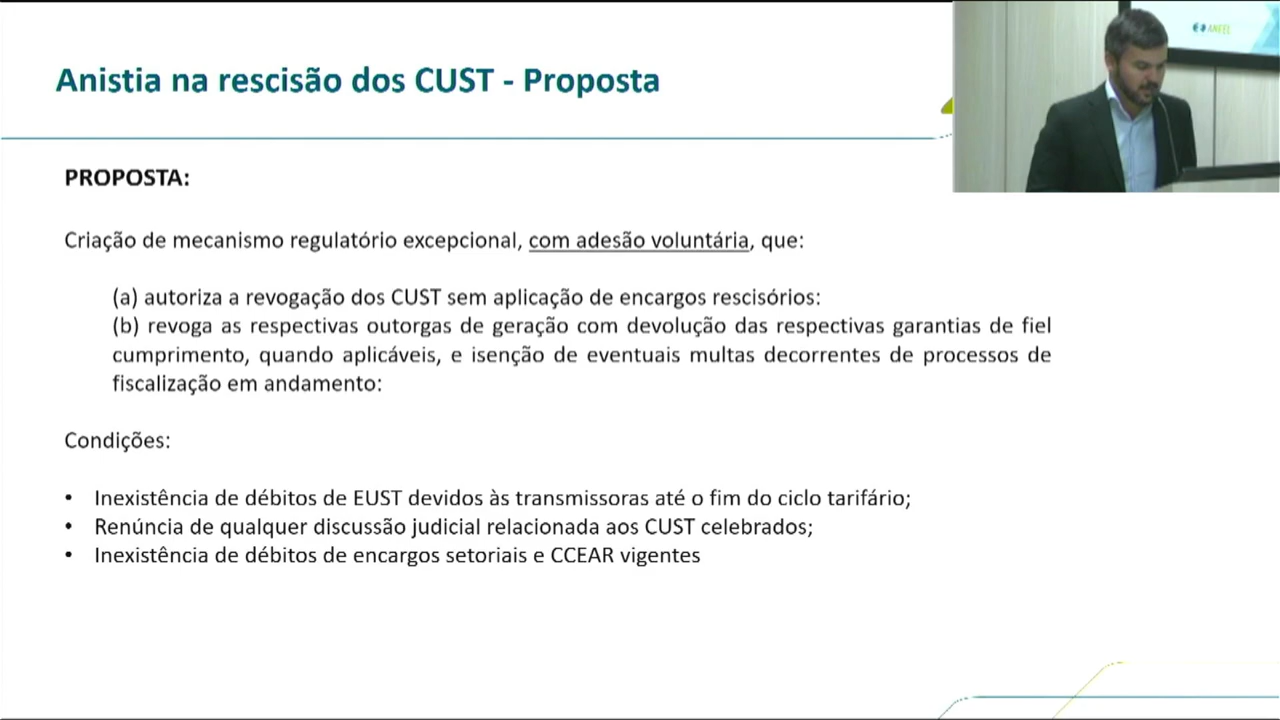 Anistia na rescisão dos CUST - Proposta
ANEEL
PROPOSTA:
Criação de mecanismo regulatório excepcional, com adesão voluntária, que:
(a) autoriza a revogação dos CUST sem aplicação de encargos rescisórios:
(b) revoga as respectivas outorgas de geração com devolução das respectivas garantias de fiel
cumprimento, quando aplicáveis, e isenção de eventuais multas decorrentes de processos de
fiscalização em andamento:
Condições:
• Inexistência de débitos de EUST devidos às transmissoras até o fim do ciclo tarifário;
• Renúncia de qualquer discussão judicial relacionada aos CUST celebrados;
• Inexistência de débitos de encargos setoriais e CCEAR vigentes